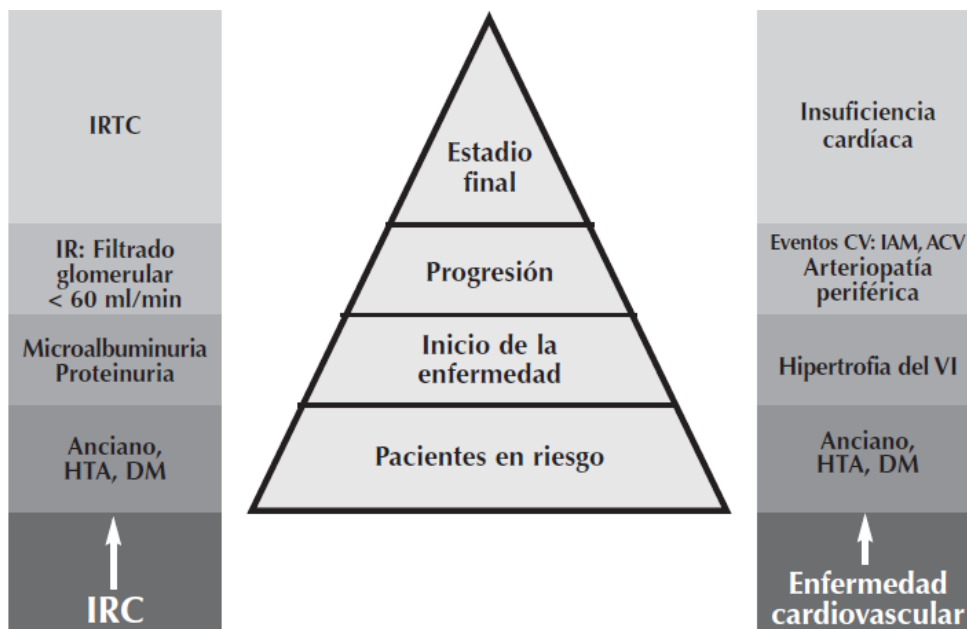 IRTC
IR: Filtrado
glomerular
< 60 ml/min
Microalbuminuria
Proteinuria
Anciano,
HTA, DM
IRC
Estadio
final
Progresión
Inicio de la
enfermedad
Pacientes en riesgo
Insuficiencia
cardíaca
Eventos CV: IAM, ACV
Arteriopatía
periférica
Hipertrofia del VI
Anciano,
HTA, DM
Enfermedad
cardiovascular